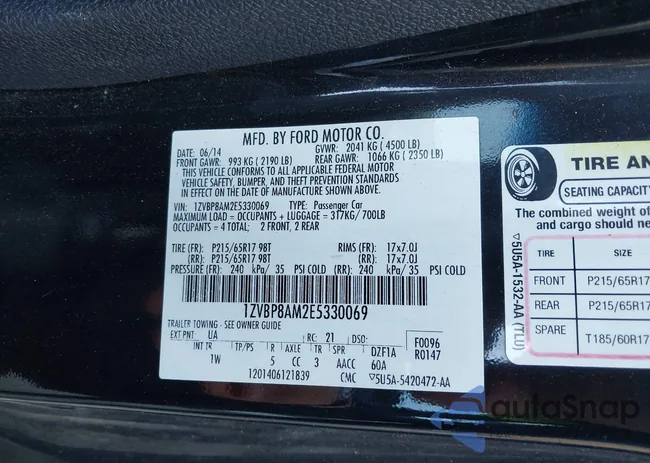 MFD. BY FORD MOTOR CO.
DATE: 06/14 GVWR: 2041 KG ( 4500 LB)
FRONT GAWR: 993 KG ( 2190 LB) REAR GAWR: 1066 KG ( 2350 LB)
THIS VEHICLE CONFORMS TO ALL APPLICABLE FEDERAL MOTOR
VEHICLE SAFETY, BUMPER, AND THEFT PREVENTION STANDARDS
IN EFFECT ON THE DATE OF MANUFACTURE SHOWN ABOVE.
VIN: 1ZVBP8AM2E5330069 TYPE: Passenger Car
MAXIMUM LOAD = OCCUPANTS + LUGGAGE = 317KG/ 700LB
OCCUPANTS = 4 TOTAL; 2 FRONT, 2 REAR
TIRE (FR): P215/65R17 98T RIMS (FR): 17x7.0J
TIRE (RR): P215/65R17 98T RIMS (RR): 17x7.0J
PRESSURE (FR): 240 kPa/ 35 PSI COLD (RR): 240 kPa/ 35 PSI COLD
1ZVBP8AM2E5330069
TRAILER TOWING - SEE OWNER GUIDE
EXT PNT: UA RC: 21 DSO: F0096
INT TR TP/PS R AXLE TR SPR DZF1A R0147
1W 5 CC 3 AACC 60A
1201406121839 CMC ▽5U5A-5420472-AA
TIRE AN
SEATING CAPACITY
The combined weight of
and cargo should ne
TIRE SIZE
FRONT P215/65R17
REAR P215/65R17
SPARE T185/60R17
▽5U5A-1532-AA (TLU)
autoSnap